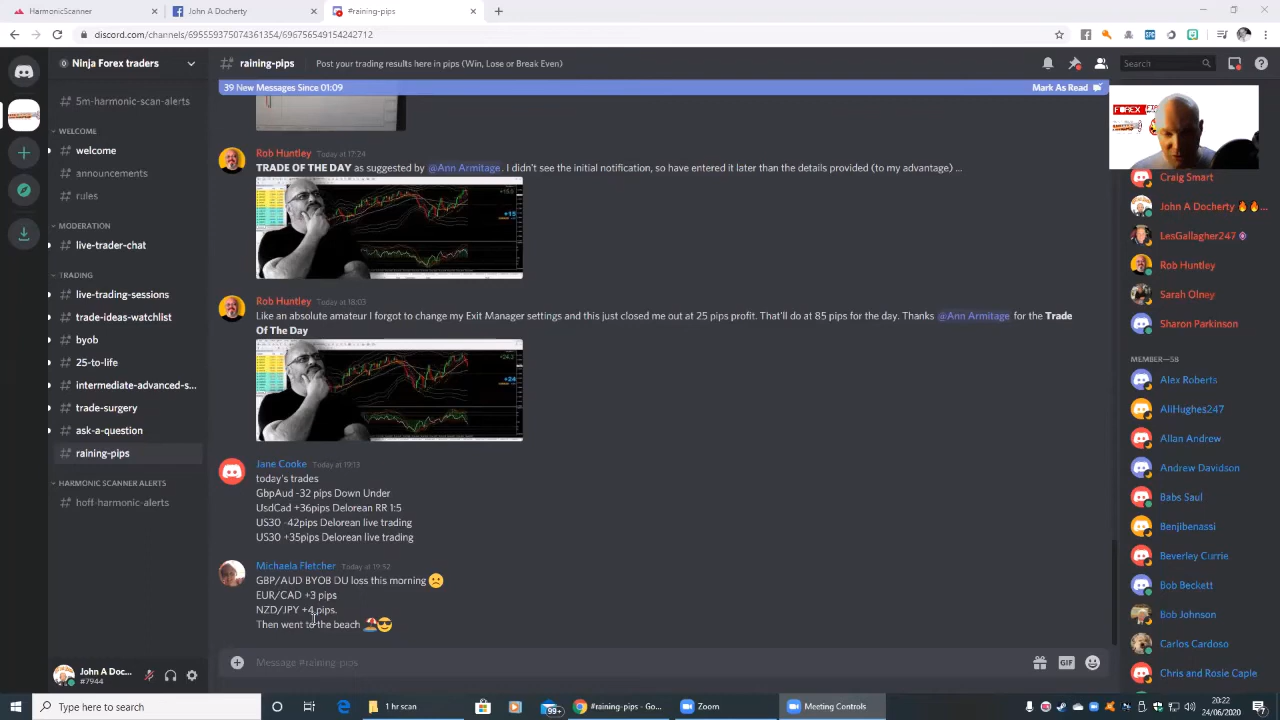 HarmonicScanner
John A Docherty
#raining-pips
discord.com/channels/695559375074361354/696756549154242712
Ninja Forex traders
raining-pips
Post your trading results here in pips (Win, Lose or Break Even)
Search
39 New Messages Since 01:09
Mark As Read
5m-harmonic-scan-alerts
WELCOME
welcome
announcements
rules
MODERATION
live-trader-chat
TRADING
live-trading-sessions
trade-ideas-watchlist
byob
25-to-life
intermediate-advanced-s...
trade-surgery
ask-a-question
raining-pips
HARMONIC SCANNER ALERTS
hoff-harmonic-alerts
John A Doc...
#7944
Rob Huntley Today at 17:24
TRADE OF THE DAY as suggested by @Ann Armitage. I didn't see the initial notification, so have entered it later than the details provided (to my advantage) ...
+15
Rob Huntley Today at 18:03
Like an absolute amateur I forgot to change my Exit Manager settings and this just closed me out at 25 pips profit. That'll do at 85 pips for the day. Thanks @Ann Armitage for the Trade
Of The Day
+24
Jane Cooke Today at 19:13
today's trades
GbpAud -32 pips Down Under
UsdCad +36pips Delorean RR 1:5
US30 -42pips Delorean live trading
US30 +35pips Delorean live trading
Michaela Fletcher Today at 19:52
GBP/AUD BYOB DU loss this morning
EUR/CAD +3 pips
NZD/JPY +4 pips.
Then went to the beach
Message #raining-pips
GIF
FOREX
Craig Smart
John A Docherty
LesGallagher247
Rob Huntley
Sarah Olney
Sharon Parkinson
MEMBER—58
Alex Roberts
AliHughes247
Allan Andrew
Andrew Davidson
Babs Saul
Benjibenassi
Beverley Currie
Bob Beckett
Bob Johnson
Carlos Cardoso
Chris and Rosie Caple
Type here to search
1 hr scan
99+
#raining-pips - Go...
Zoom
Meeting Controls
20:22
24/06/2020